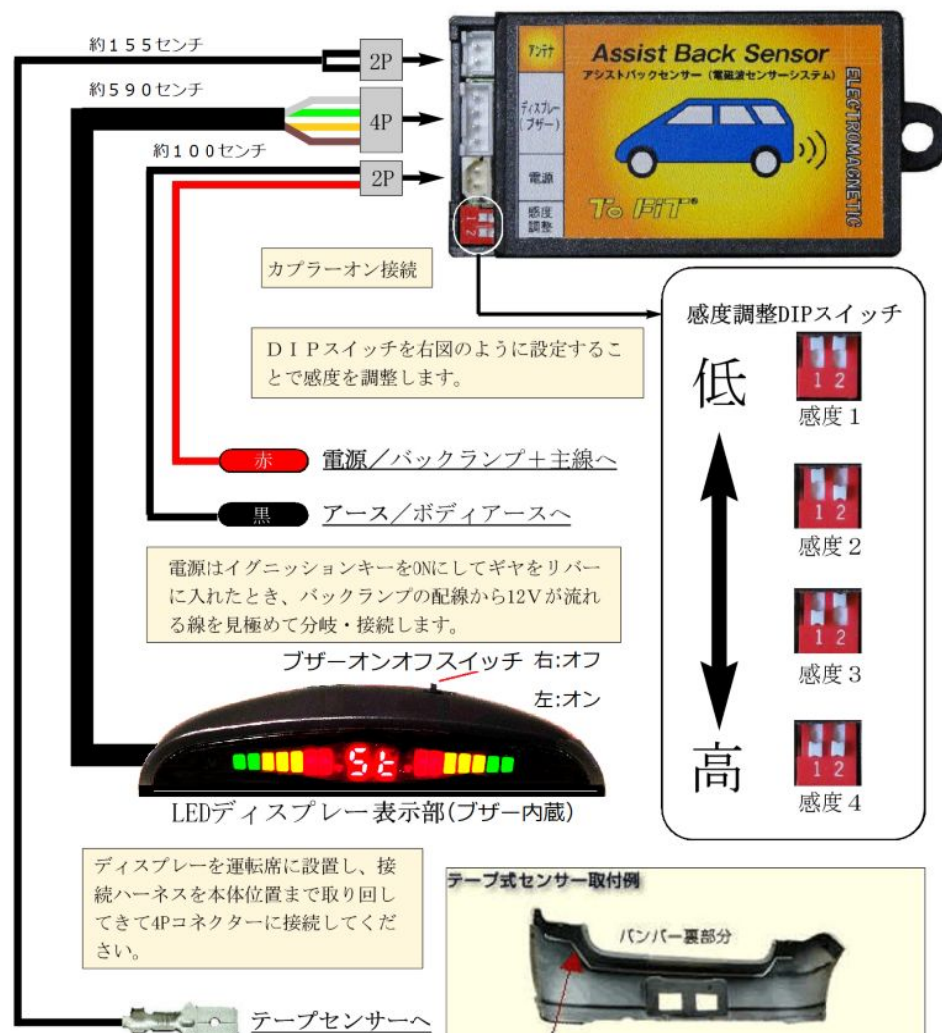 約１５５センチ
2P
約５９０センチ
4P
約１００センチ
2P
アンテナ
ディスプレー
(ブザー)
電源
感度
調整
1
2
Assist Back Sensor
アシストバックセンサー（電磁波センサーシステム）
ELECTROMAGNETIC
カプラーオン接続
ＤＩＰスイッチを右図のように設定するこ
とで感度を調整します。
感度調整DIPスイッチ
低
1 2
感度１
1 2
感度２
1 2
感度３
高
1 2
感度４
赤
電源／バックランプ＋主線へ
黒
アース／ボディアースへ
電源はイグニッションキーをONにしてギヤをリバー
に入れたとき、バックランプの配線から12Ｖが流れ
る線を見極めて分岐・接続します。
ブザーオンオフスイッチ 右:オフ
左:オン
St
LEDディスプレー表示部(ブザー内蔵)
ディスプレーを運転席に設置し、接
続ハーネスを本体位置まで取り回し
てきて4Pコネクターに接続してくだ
さい。
テープセンサーへ
テープ式センサー取付例
バンパー裏部分